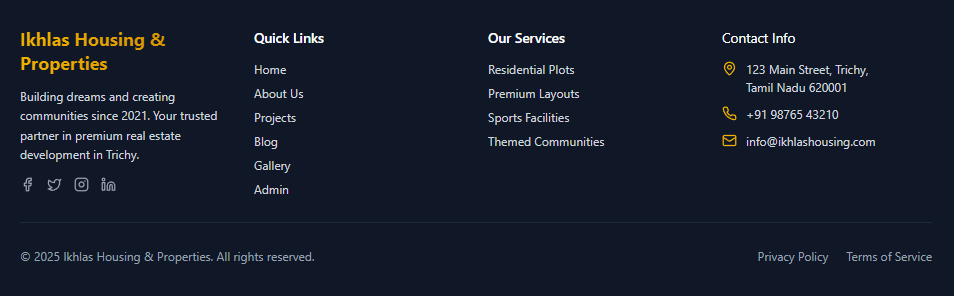 Ikhlas Housing &
Properties
Building dreams and creating
communities since 2021. Your trusted
partner in premium real estate
development in Trichy.
Quick Links
Home
About Us
Projects
Blog
Gallery
Admin
Our Services
Residential Plots
Premium Layouts
Sports Facilities
Themed Communities
Contact Info
123 Main Street, Trichy,
Tamil Nadu 620001
+91 98765 43210
info@ikhlashousing.com
© 2025 Ikhlas Housing & Properties. All rights reserved.
Privacy Policy
Terms of Service